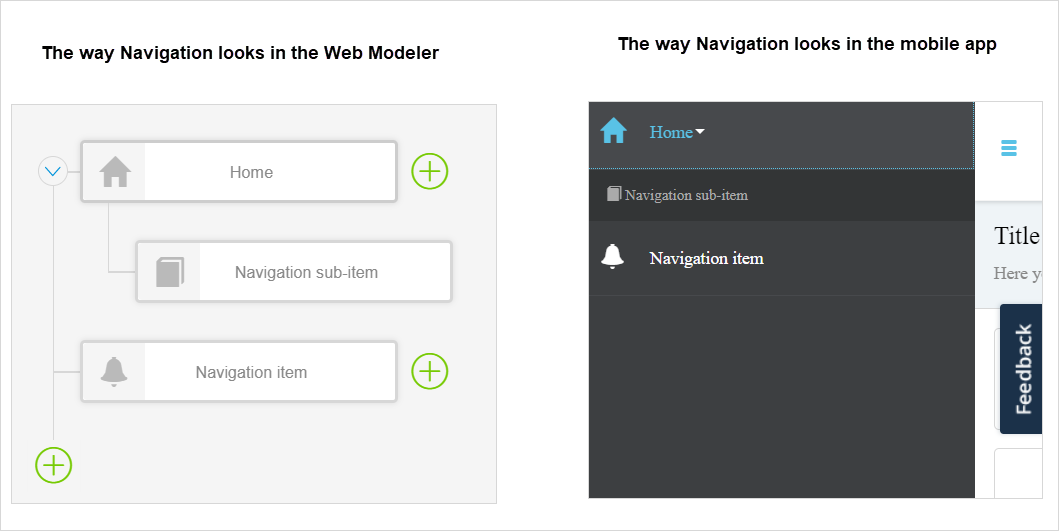 The way Navigation looks in the Web Modeler
Home
Navigation sub-item
Navigation item
The way Navigation looks in the mobile app
Home
Navigation sub-item
Navigation item
Title
Here
Feedback